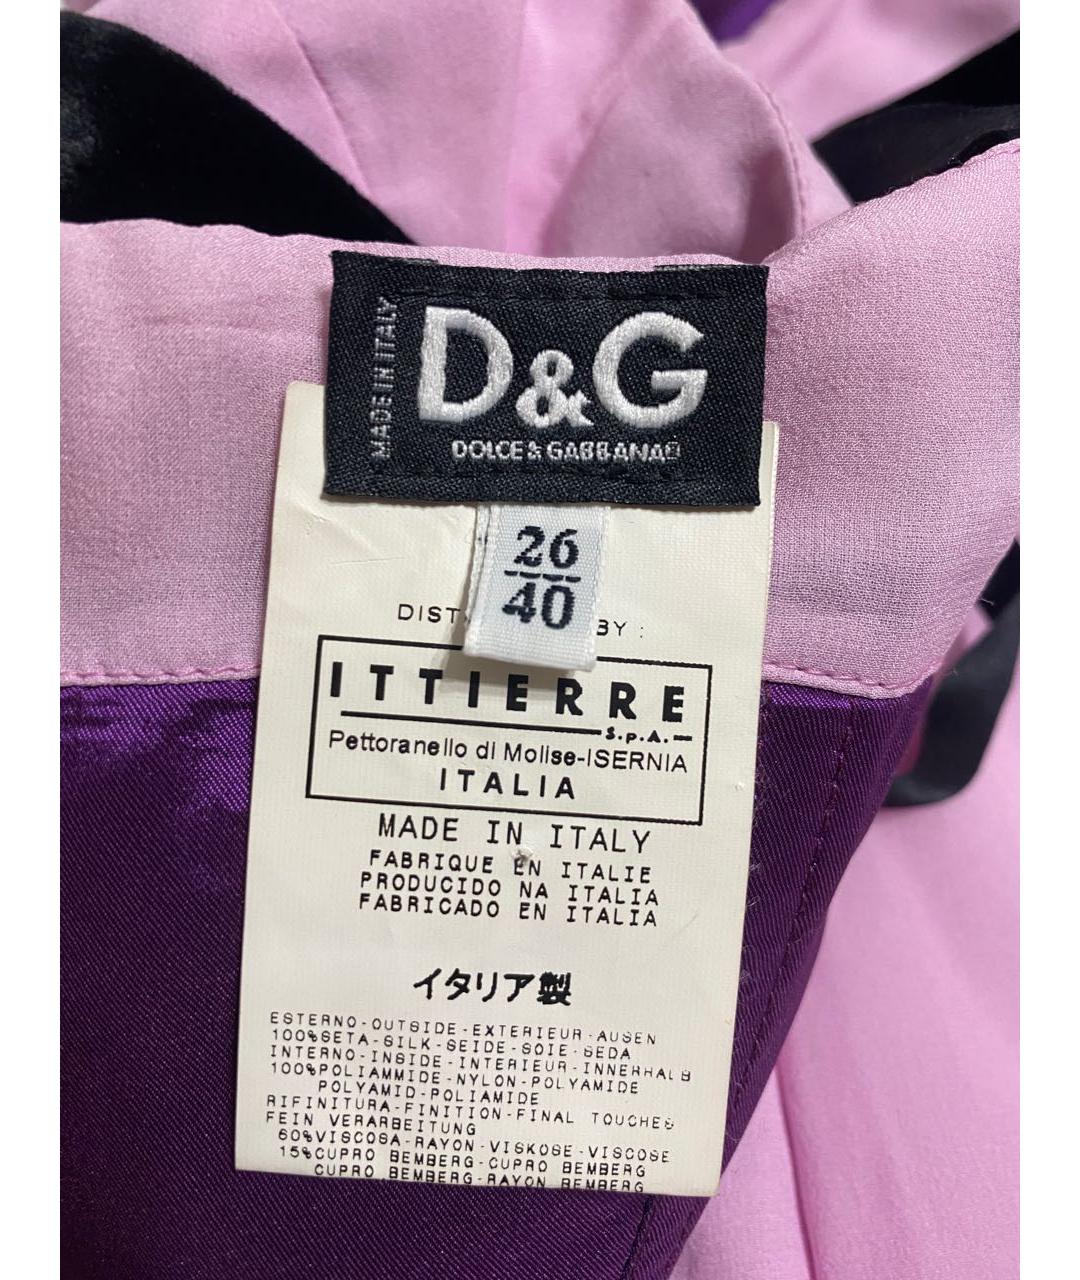 MADE IN ITALY
D&G
DOLCE & GABBANA
26
40
BY :
ITTIERRE
S.p.A.
Pettoranello di Molise-ISERNIA
ITALIA
MADE IN ITALY
FABRIQUE EN ITALIE
PRODUCIDO NA ITALIA
FABRICADO EN ITALIA
イタリア製
ESTERNO-OUTSIDE-EXTERIEUR-AUSEN
100%SETA-SILK-SEIDE-SOIE-SEDA
INTERNO-INSIDE-INTERIEUR-INNERHALB
100%POLIAMMIDE-NYLON-POLYAMIDE
POLYAMID-POLIAMIDE
RIFINITURA-FINITION-FINAL TOUCHES
FEIN VERARBEITUNG
60%VISCOSA-RAYON-VISKOSE-VISCOSE
15%CUPRO BEMBERG-CUPRO BEMBERG
CUPRO BEMBERG-RAYON BEMBERG